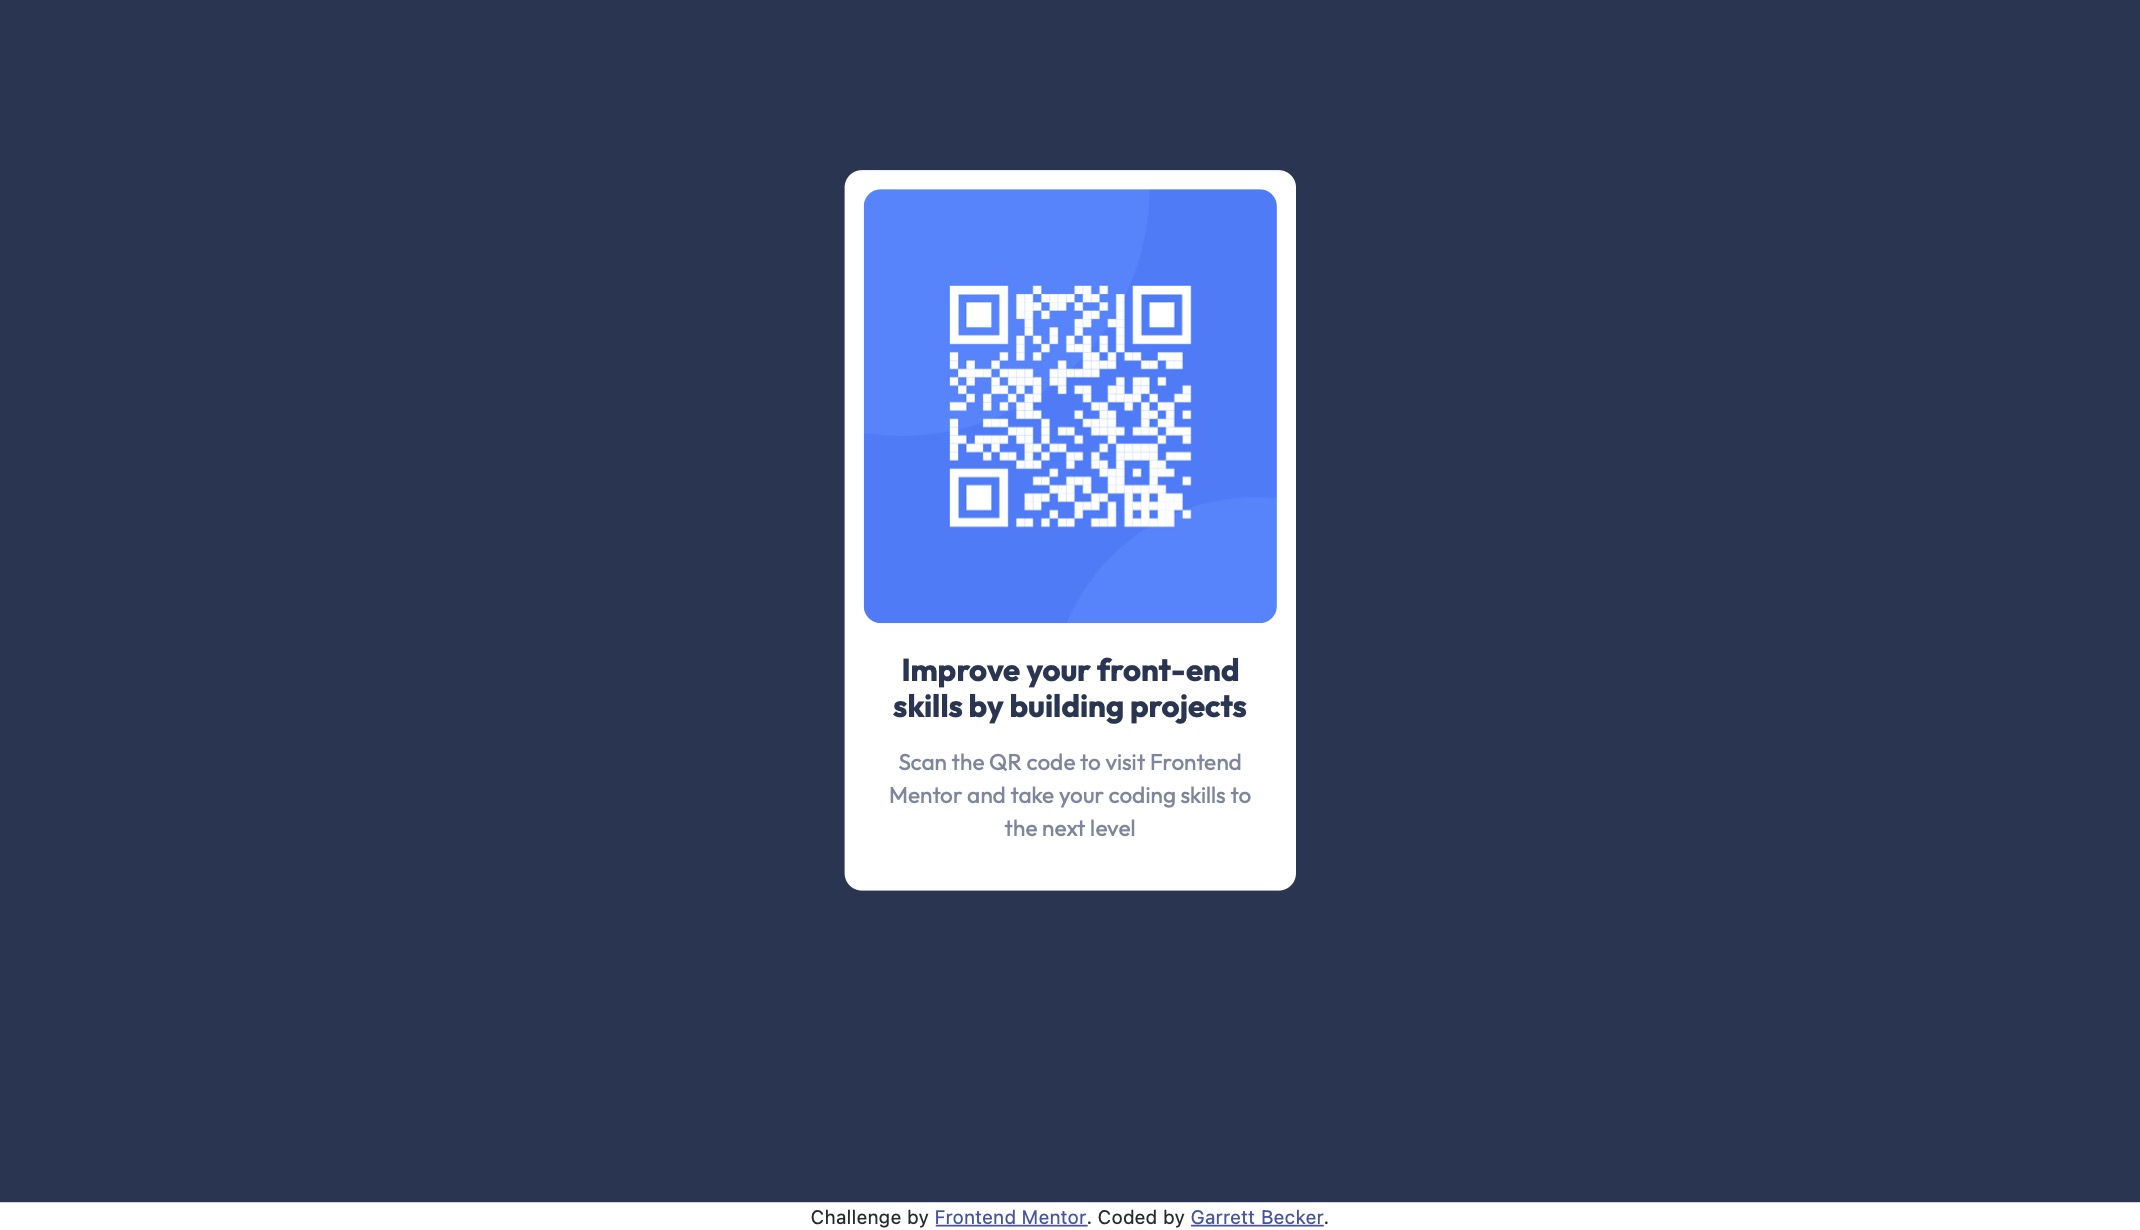 Improve your front-end
skills by building projects
Scan the QR code to visit Frontend
Mentor and take your coding skills to
the next level
Challenge by Frontend Mentor. Coded by Garrett Becker.